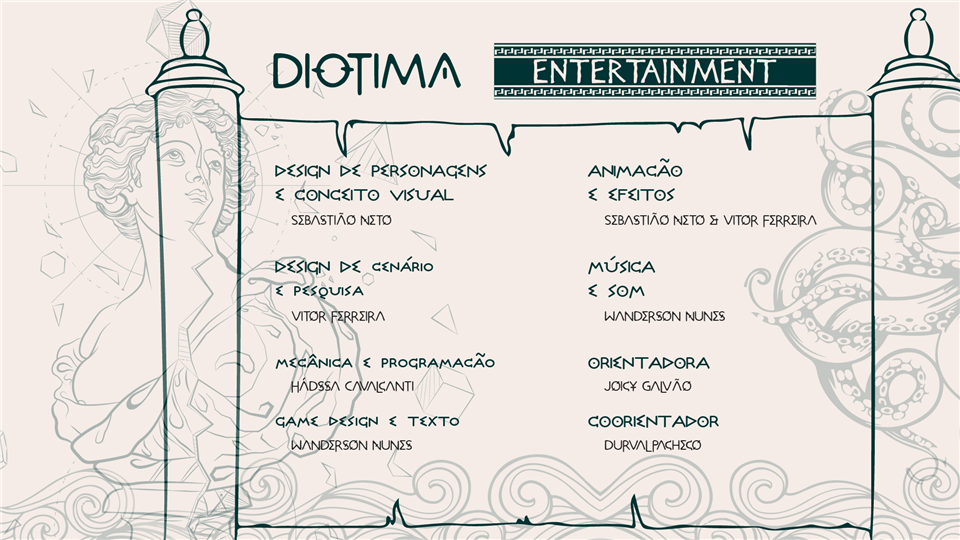 DIOTIMA ENTERTAINMENT
DESIGN DE PERSONAGENS
E CONCEITO VISUAL
SEBASTIÃO NETO
DESIGN DE CENÁRIO
E PESQUISA
VITOR FERREIRA
MECÂNICA E PROGRAMAÇÃO
HÁDSSA CAVALCANTI
GAME DESIGN E TEXTO
WANDERSON NUNES
ANIMAÇÃO
E EFEITOS
SEBASTIÃO NETO & VITOR FERREIRA
MÚSICA
E SOM
WANDERSON NUNES
ORIENTADORA
JOICY GALVÃO
COORIENTADOR
DURVAL PACHECO